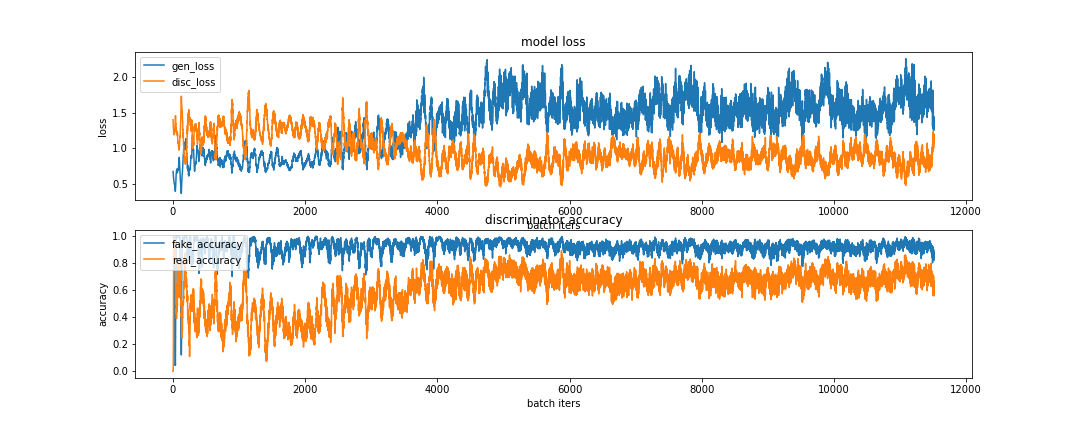 model loss
gen_loss
disc_loss
loss
2.0
1.5
1.0
0.5
0 2000 4000 6000 8000 10000 12000
batch iters
discriminator accuracy
fake_accuracy
real_accuracy
accuracy
1.0
0.8
0.6
0.4
0.2
0.0
0 2000 4000 6000 8000 10000 12000
batch iters